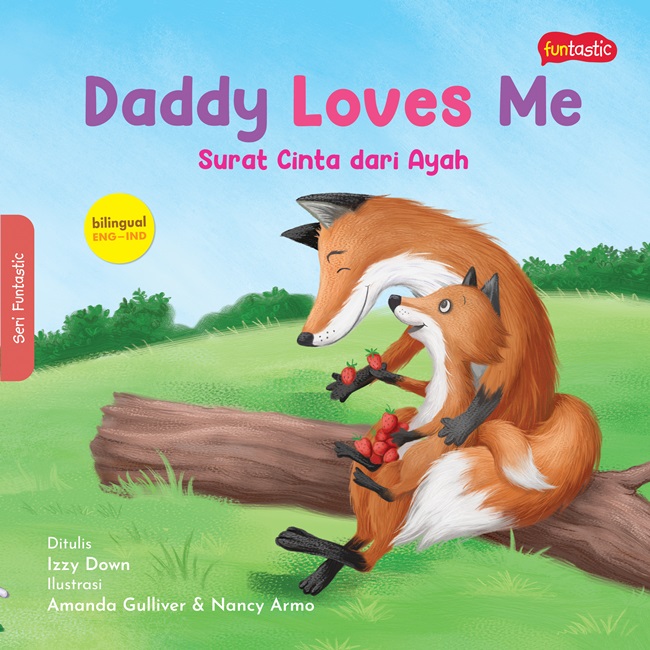 funtastic
Daddy Loves Me
Surat Cinta dari Ayah
bilingual
ENG–IND
Seri Funtastic
Ditulis
Izzy Down
Ilustrasi
Amanda Gulliver & Nancy Armo